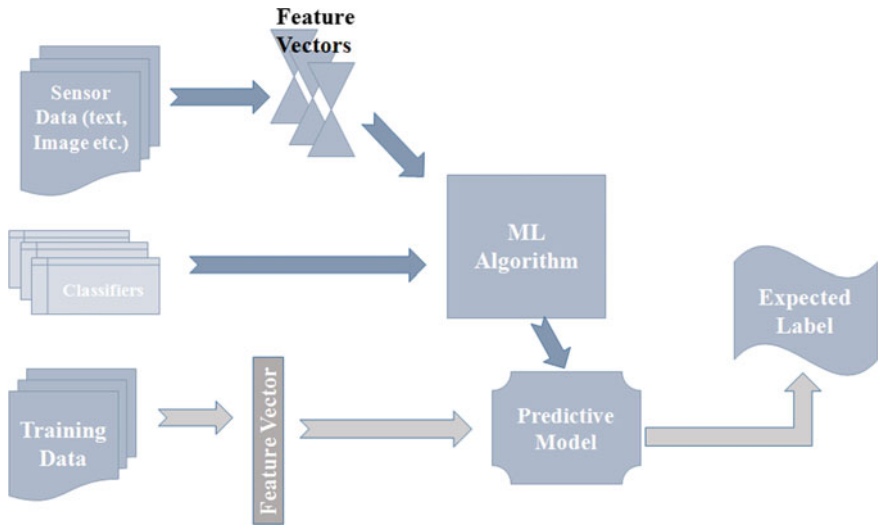 Feature
Vectors
Sensor
Data (text,
Image etc.)
ML
Algorithm
Classifiers
Expected
Label
Training
Data
Feature Vector
Predictive
Model